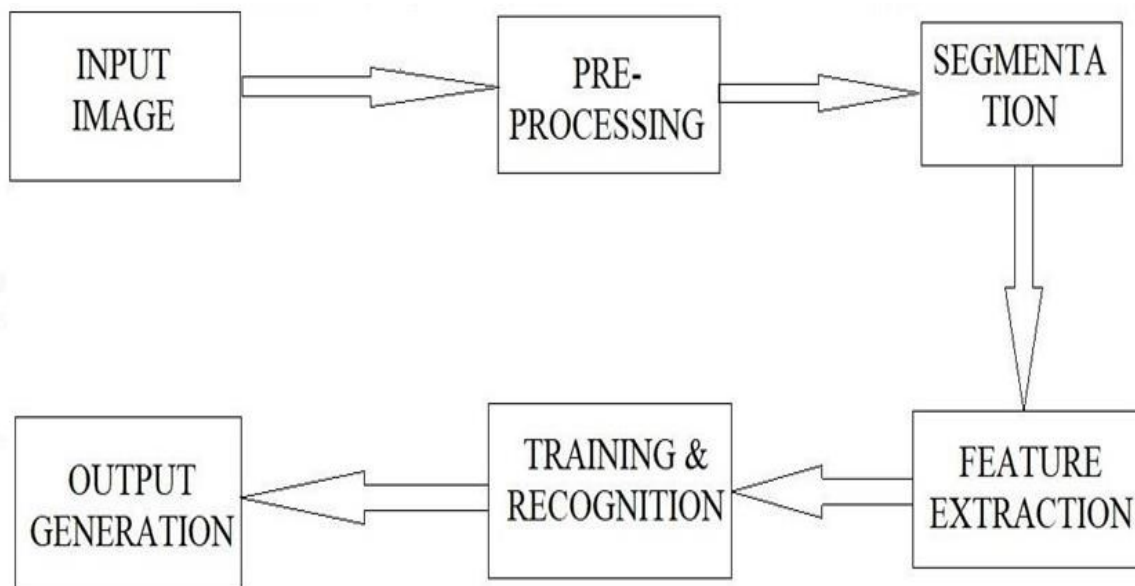 INPUT
IMAGE
PRE-
PROCESSING
SEGMENTA
TION
FEATURE
EXTRACTION
TRAINING &
RECOGNITION
OUTPUT
GENERATION